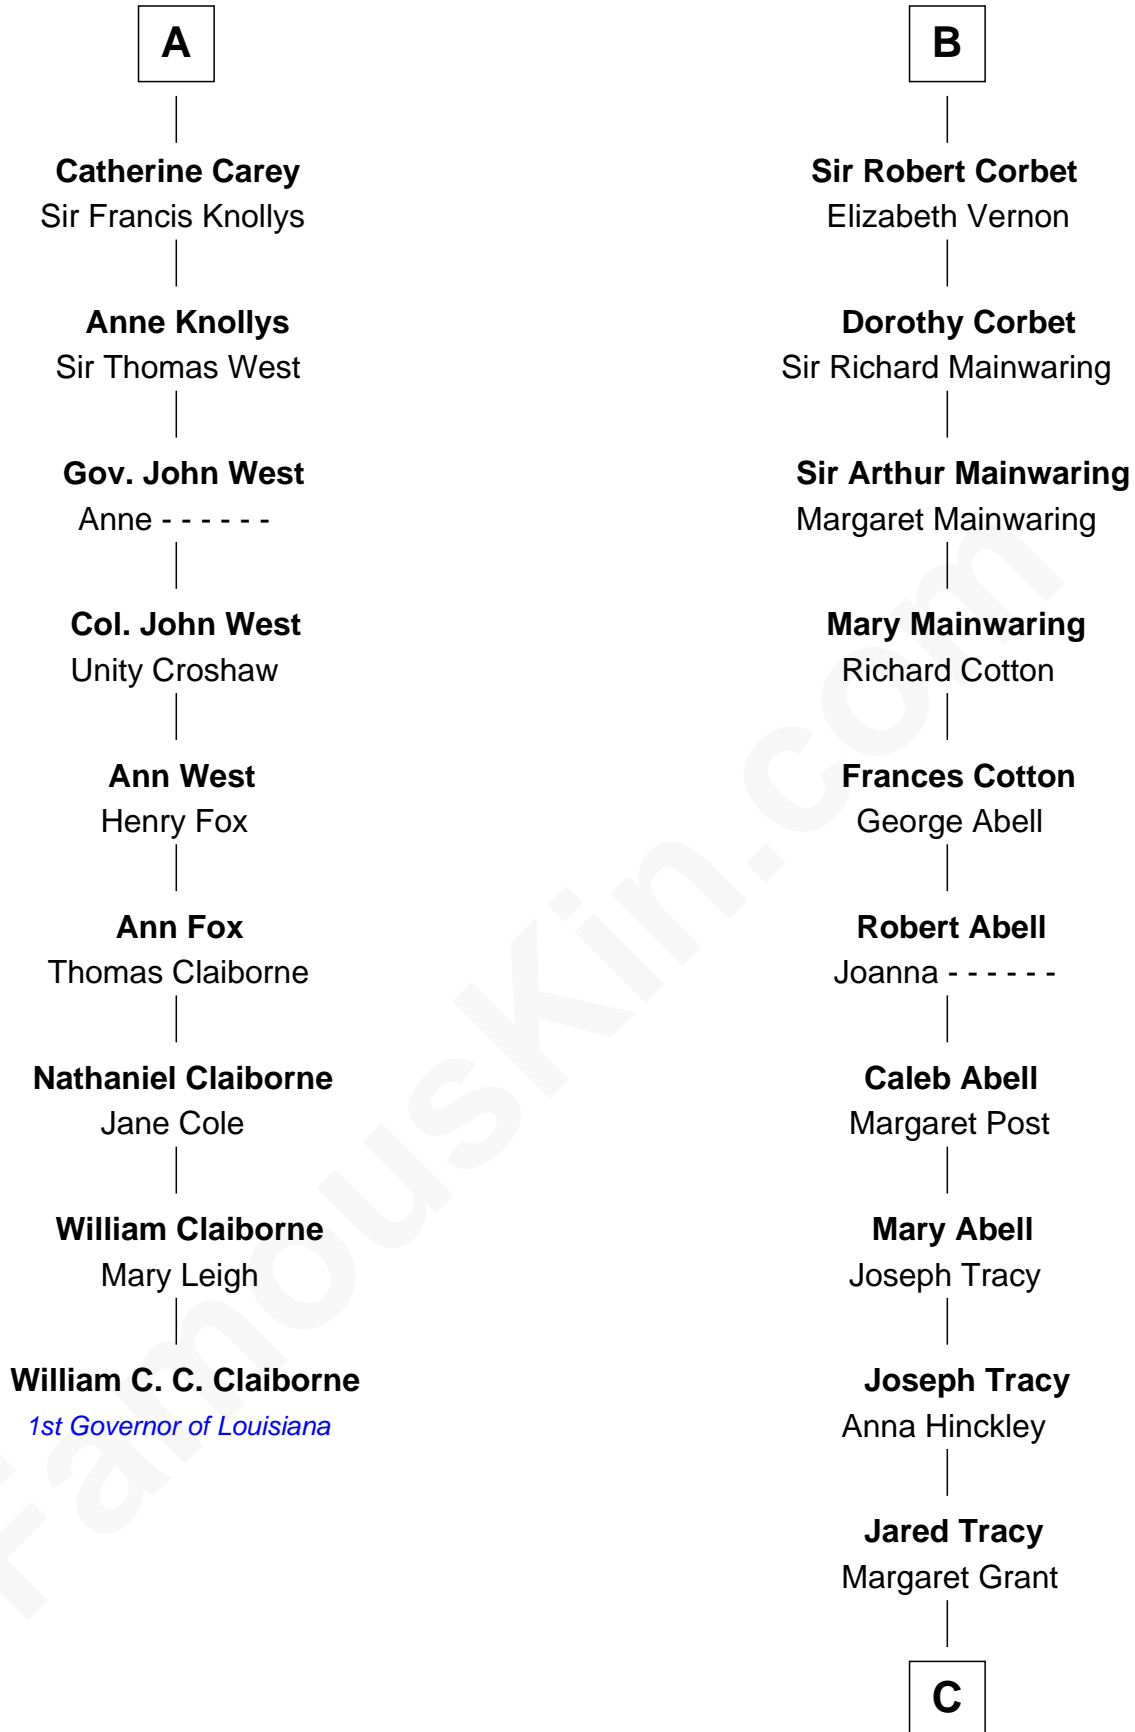 A
Catherine Carey
Sir Francis Knollys
Anne Knollys
Sir Thomas West
Gov. John West
Anne - - - - - -
Col. John West
Unity Croshaw
Ann West
Henry Fox
Ann Fox
Thomas Claiborne
Nathaniel Claiborne
Jane Cole
William Claiborne
Mary Leigh
William C. C. Claiborne
1st Governor of Louisiana
B
Sir Robert Corbet
Elizabeth Vernon
Dorothy Corbet
Sir Richard Mainwaring
Sir Arthur Mainwaring
Margaret Mainwaring
Mary Mainwaring
Richard Cotton
Frances Cotton
George Abell
Robert Abell
Joanna - - - - - -
Caleb Abell
Margaret Post
Mary Abell
Joseph Tracy
Joseph Tracy
Anna Hinckley
Jared Tracy
Margaret Grant
C
FamousKin.com